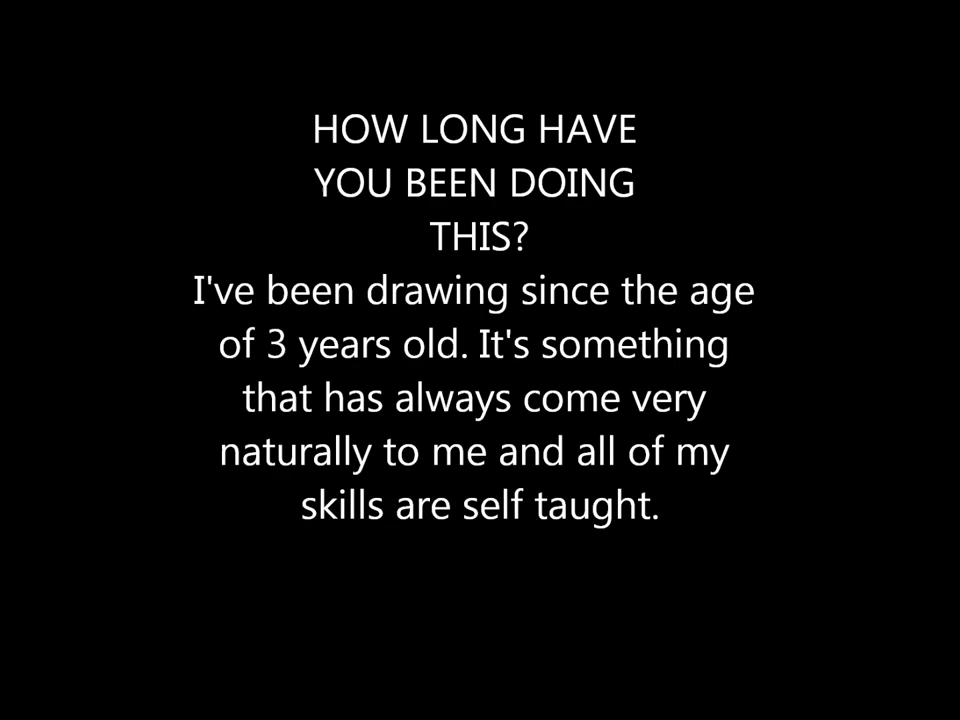 HOW LONG HAVE
YOU BEEN DOING
THIS?
I've been drawing since the age
of 3 years old. It's something
that has always come very
naturally to me and all of my
skills are self taught.